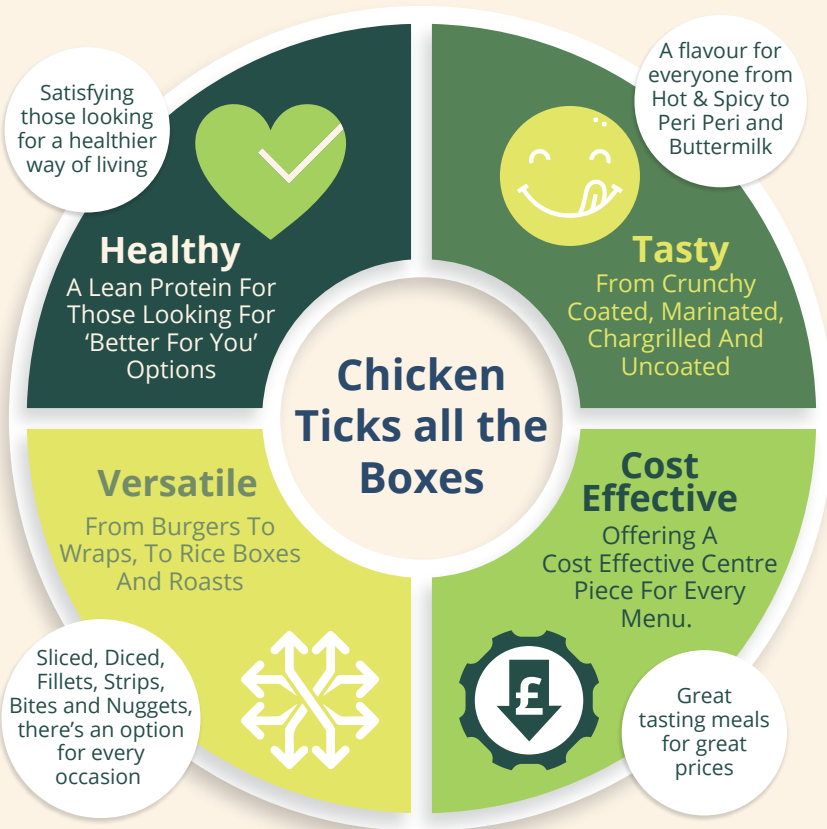 Satisfying
those looking
for a healthier
way of living
Healthy
A Lean Protein For
Those Looking For
‘Better For You’
Options
A flavour for
everyone from
Hot & Spicy to
Peri Peri and
Buttermilk
Tasty
From Crunchy
Coated, Marinated,
Chargrilled And
Uncoated
Chicken
Ticks all the
Boxes
Versatile
From Burgers To
Wraps, To Rice Boxes
And Roasts
Sliced, Diced,
Fillets, Strips,
Bites and Nuggets,
there’s an option
for every
occasion
Cost
Effective
Offering A
Cost Effective Centre
Piece For Every
Menu.
£
Great
tasting meals
for great
prices